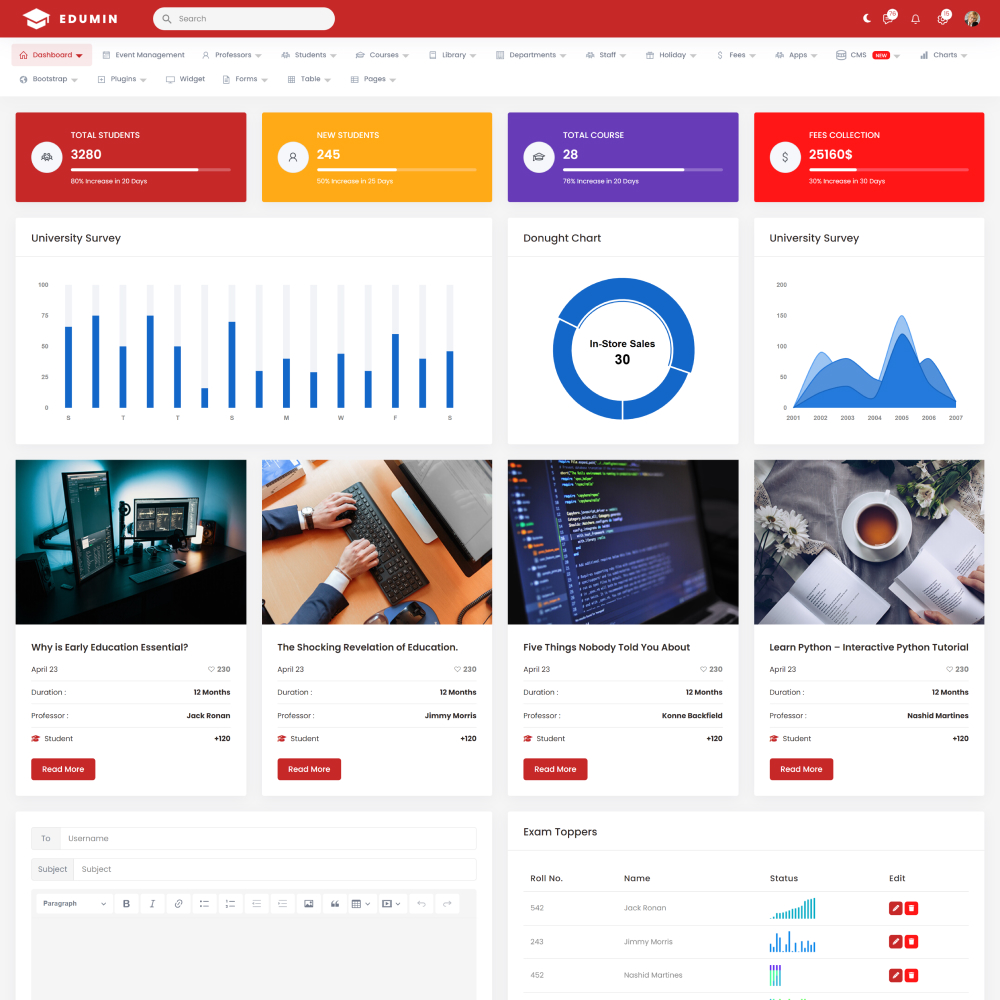 EDUMIN
Search
76
15
Dashboard
Event Management
Professors
Students
Courses
Library
Departments
Staff
Holiday
Fees
Apps
CMS
NEW
Charts
Bootstrap
Plugins
Widget
Forms
Table
Pages
TOTAL STUDENTS
3280
80% Increase in 20 Days
NEW STUDENTS
245
50% Increase in 25 Days
TOTAL COURSE
28
76% Increase in 20 Days
FEES COLLECTION
25160$
30% Increase in 30 Days
University Survey
100
75
50
25
0
S
T
T
S
M
W
F
S
Donught Chart
In-Store Sales
30
University Survey
200
150
100
50
0
2001
2002
2003
2004
2005
2006
2007
Why is Early Education Essential?
April 23
230
Duration :
12 Months
Professor :
Jack Ronan
Student
+120
Read More
The Shocking Revelation of Education.
April 23
230
Duration :
12 Months
Professor :
Jimmy Morris
Student
+120
Read More
Five Things Nobody Told You About
April 23
230
Duration :
12 Months
Professor :
Konne Backfield
Student
+120
Read More
Learn Python – Interactive Python Tutorial
April 23
230
Duration :
12 Months
Professor :
Nashid Martines
Student
+120
Read More
To
Username
Subject
Subject
Paragraph
B
I
Exam Toppers
Roll No.
Name
Status
Edit
542
Jack Ronan
243
Jimmy Morris
452
Nashid Martines